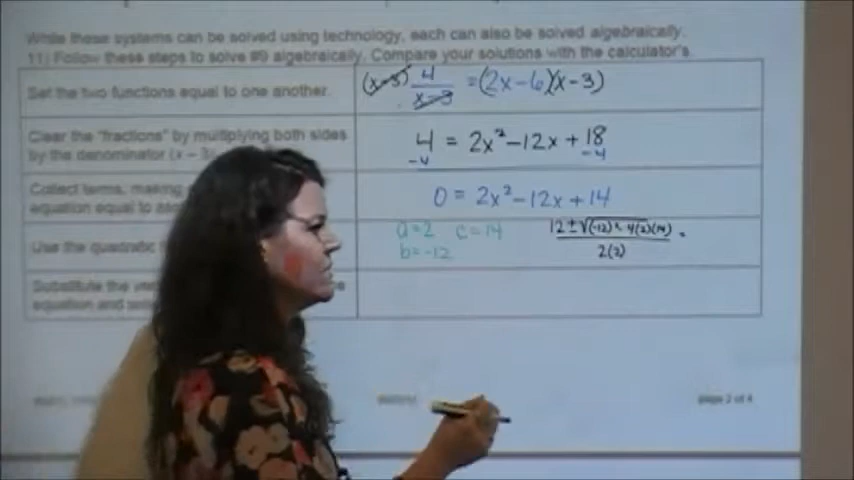 While these systems can be solved using technology, each can also be solved algebraically.
11) Follow these steps to solve #9 algebraically. Compare your solutions with the calculator's.
Set the two functions equal to one another.
(x-3) 4/(x-3) = (2x-6)(x-3)
Clear the "fractions" by multiplying both sides
by the denominator (x – 3)
4 = 2x²-12x+18
-4 -4
Collect terms, making
equation equal to
0 = 2x²-12x+14
Use the quadratic
a=2 c=14
b=-12
12 ± √(-12) 4(2)(14)
2(2)
Substitute the
equation and
page 2 of 4